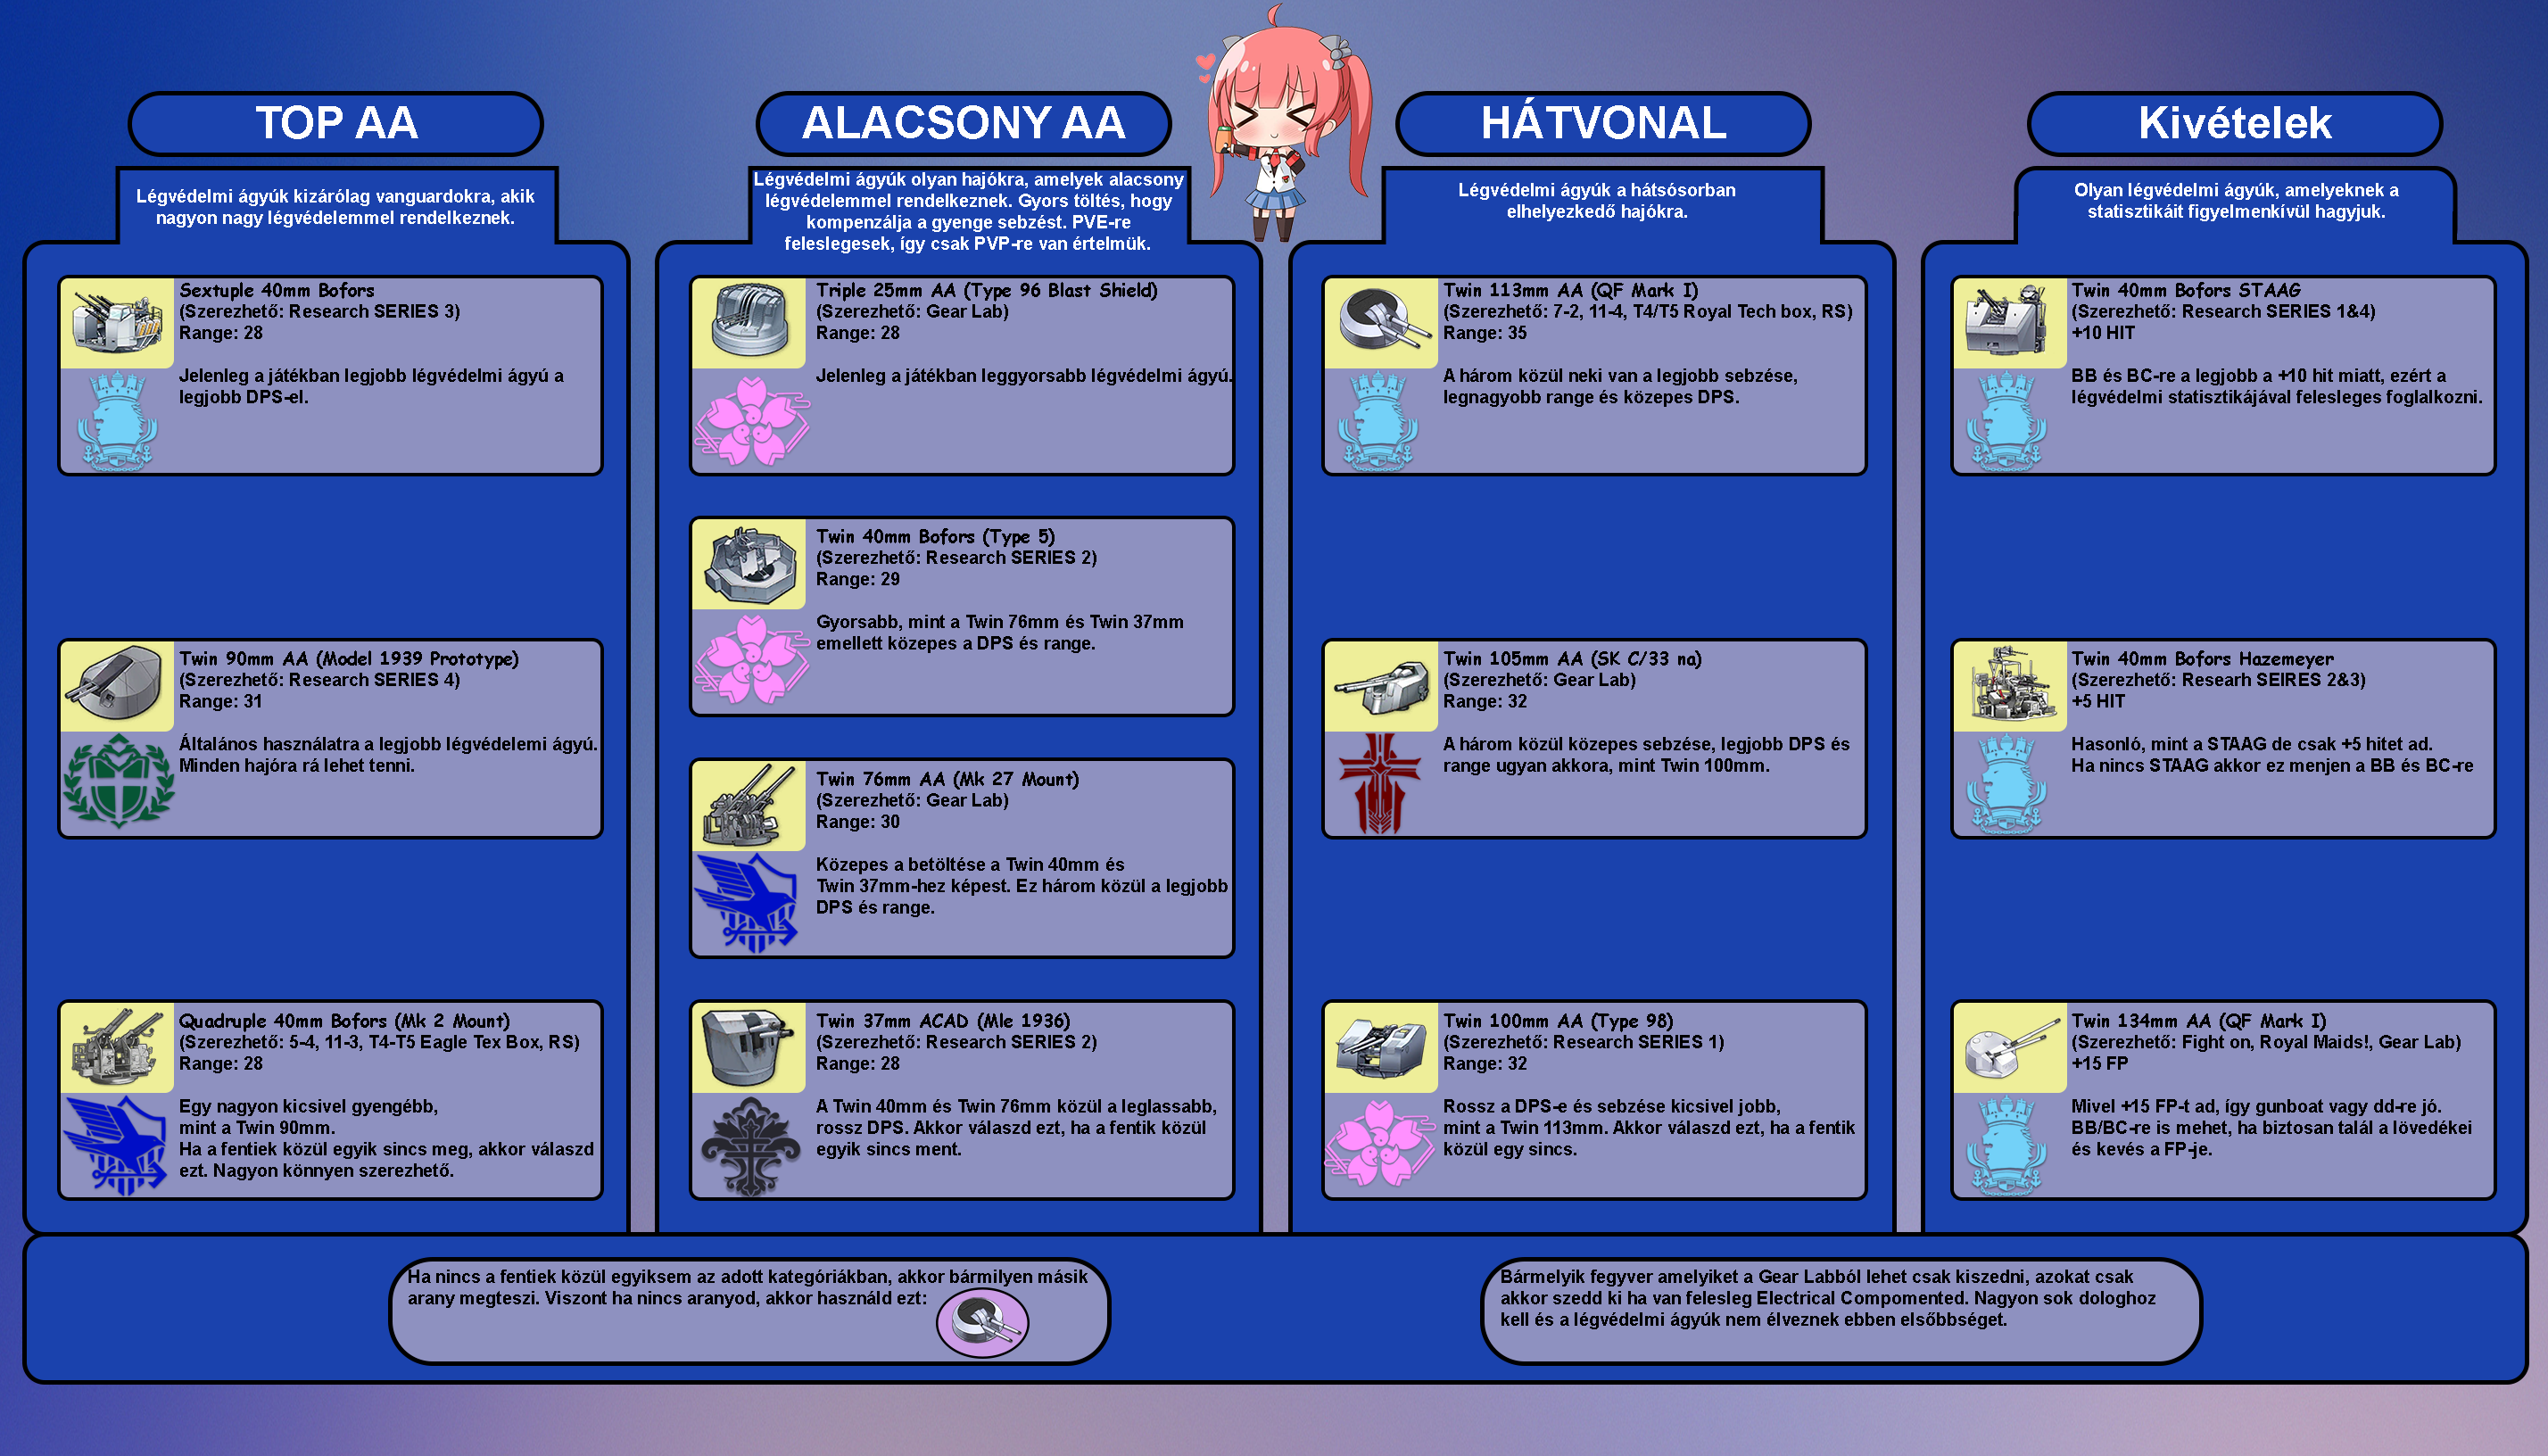 TOP AA
Légvédelmi ágyúk kizárólag vanguardokra, akik
nagyon nagy légvédelemmel rendelkeznek.
Sextuple 40mm Bofors
(Szerezhető: Research SERIES 3)
Range: 28
Jelenleg a játékban legjobb légvédelmi ágyú a
legjobb DPS-el.
Twin 90mm AA (Model 1939 Prototype)
(Szerezhető: Research SERIES 4)
Range: 31
Általános használatra a legjobb légvédelemi ágyú.
Minden hajóra rá lehet tenni.
Quadruple 40mm Bofors (Mk 2 Mount)
(Szerezhető: 5-4, 11-3, T4-T5 Eagle Tex Box, RS)
Range: 28
Egy nagyon kicsivel gyengébb,
mint a Twin 90mm.
Ha a fentiek közül egyik sincs meg, akkor válaszd
ezt. Nagyon könnyen szerezhető.
ALACSONY AA
Légvédelmi ágyúk olyan hajókra, amelyek alacsony
légvédelemmel rendelkeznek. Gyors töltés, hogy
kompenzálja a gyenge sebzést. PVE-re
feleslegesek, így csak PVP-re van értelmük.
Triple 25mm AA (Type 96 Blast Shield)
(Szerezhető: Gear Lab)
Range: 28
Jelenleg a játékban leggyorsabb légvédelmi ágyú.
Twin 40mm Bofors (Type 5)
(Szerezhető: Research SERIES 2)
Range: 29
Gyorsabb, mint a Twin 76mm és Twin 37mm
emellett közepes a DPS és range.
Twin 76mm AA (Mk 27 Mount)
(Szerezhető: Gear Lab)
Range: 30
Közepes a betöltése a Twin 40mm és
Twin 37mm-hez képest. Ez három közül a legjobb
DPS és range.
Twin 37mm ACAD (Mle 1936)
(Szerezhető: Research SERIES 2)
Range: 28
A Twin 40mm és Twin 76mm közül a leglassabb,
rossz DPS. Akkor válaszd ezt, ha a fentik közül
egyik sincs ment.
HÁTVONAL
Légvédelmi ágyúk a hátsósorban
elhelyezkedő hajókra.
Twin 113mm AA (QF Mark I)
(Szerezhető: 7-2, 11-4, T4/T5 Royal Tech box, RS)
Range: 35
A három közül neki van a legjobb sebzése,
legnagyobb range és közepes DPS.
Twin 105mm AA (SK C/33 na)
(Szerezhető: Gear Lab)
Range: 32
A három közül közepes sebzése, legjobb DPS és
range ugyan akkora, mint Twin 100mm.
Twin 100mm AA (Type 98)
(Szerezhető: Research SERIES 1)
Range: 32
Rossz a DPS-e és sebzése kicsivel jobb,
mint a Twin 113mm. Akkor válaszd ezt, ha a fentik
közül egy sincs.
Kivételek
Olyan légvédelmi ágyúk, amelyeknek a
statisztikáit figyelmenkívül hagyjuk.
Twin 40mm Bofors STAAG
(Szerezhető: Research SERIES 1&4)
+10 HIT
BB és BC-re a legjobb a +10 hit miatt, ezért a
légvédelmi statisztikájával felesleges foglalkozni.
Twin 40mm Bofors Hazemeyer
(Szerezhető: Researh SEIRES 2&3)
+5 HIT
Hasonló, mint a STAAG de csak +5 hitet ad.
Ha nincs STAAG akkor ez menjen a BB és BC-re
Twin 134mm AA (QF Mark I)
(Szerezhető: Fight on, Royal Maids!, Gear Lab)
+15 FP
Mivel +15 FP-t ad, így gunboat vagy dd-re jó.
BB/BC-re is mehet, ha biztosan talál a lövedékei
és kevés a FP-je.
Ha nincs a fentiek közül egyiksem az adott kategóriákban, akkor bármilyen másik
arany megteszi. Viszont ha nincs aranyod, akkor használd ezt:
Bármelyik fegyver amelyiket a Gear Labból lehet csak kiszedni, azokat csak
akkor szedd ki ha van felesleg Electrical Compomented. Nagyon sok dologhoz
kell és a légvédelmi ágyúk nem élveznek ebben elsőbbséget.